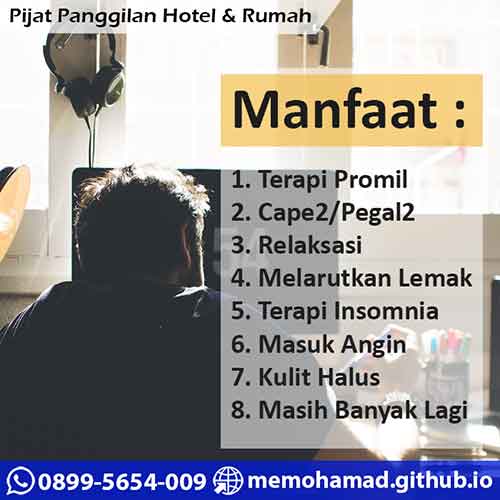 Pijat Panggilan Hotel & Rumah
Manfaat :
1. Terapi Promil
2. Cape2/Pegal2
3. Relaksasi
4. Melarutkan Lemak
5. Terapi Insomnia
6. Masuk Angin
7. Kulit Halus
8. Masih Banyak Lagi
0899-5654-009 memohamad.github.io